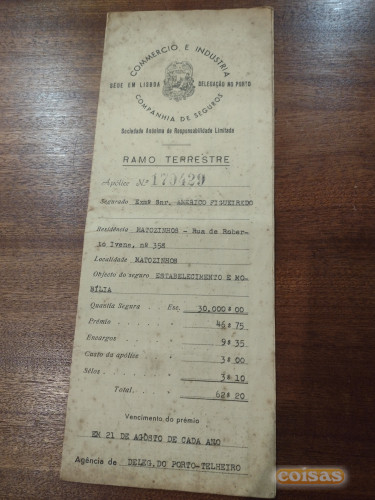 COMMERCIO E INDUSTRIA
SEDE EM LISBOA DELEGAÇÃO NO PORTO
COMPANHIA DE SEGUROS
Sociedade Anónima de Responsabilidade Limitada
RAMO TERRESTRE
Apólice N.º 170429
Segurado Exmº Snr. AMÉRICO FIGUEIREDO
Residência MATOZINHOS - Rua de Rober-
to Ivens, nº 358
Localidade MATOZINHOS
Objecto do seguro ESTABELECIMENTO E MO-
BÍLIA
Quantia Segura . . Esc. 30.000$00
Prémio . . . . . » 46$75
Encargos . . . . » 9$35
Custo da apólice . » 3$00
Sêlos . . . . . » 3$10
Total . . . » 62$20
Vencimento do prémio
EM 21 DE AGOSTO DE CADA ANO
Agência de DELEG. DO PORTO-TELHEIRO
coisas